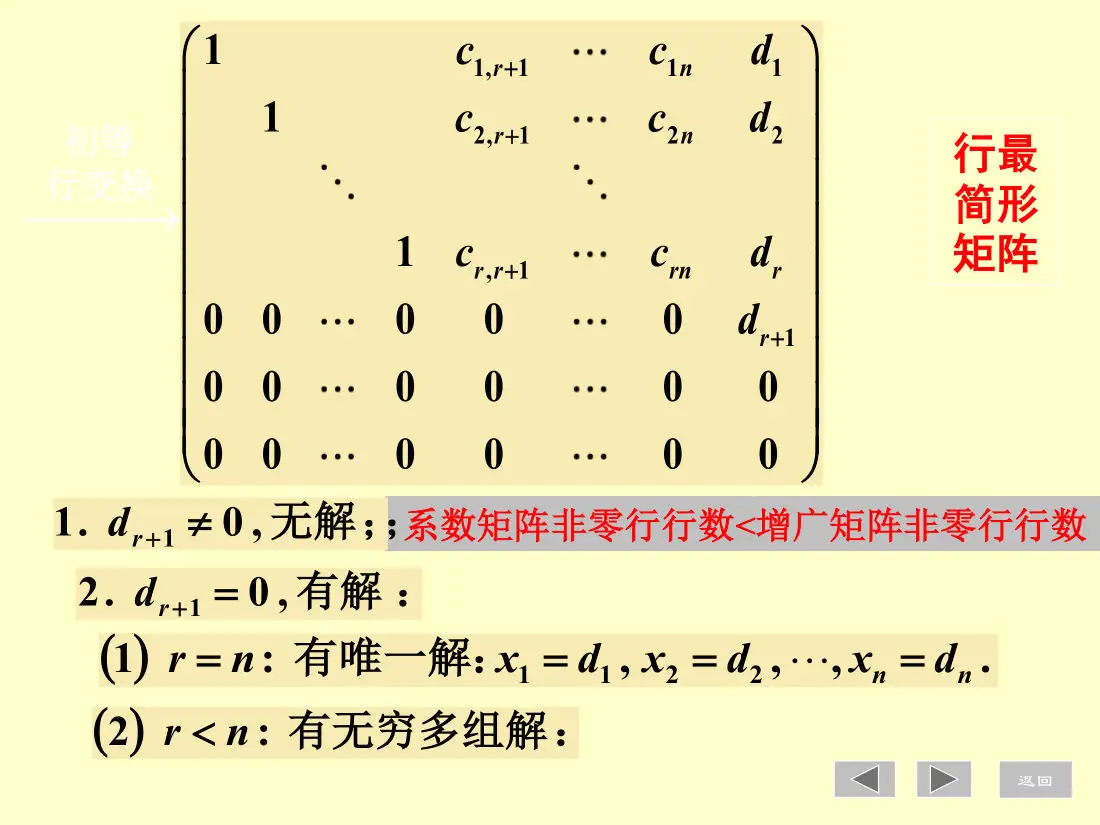 初等
行变换
1 c1,r+1 ⋯ c1n d1
1 c2,r+1 ⋯ c2n d2
⋱ ⋱
1 cr,r+1 ⋯ crn dr
0 0 ⋯ 0 0 ⋯ 0 dr+1
0 0 ⋯ 0 0 ⋯ 0 0
0 0 ⋯ 0 0 ⋯ 0 0
行最
简形
矩阵
1. dr+1 ≠ 0 , 无解 ; ;系数矩阵非零行行数<增广矩阵非零行行数
2. dr+1 = 0 , 有解 :
(1) r = n : 有唯一解: x1 = d1 , x2 = d2 , ⋯, xn = dn .
(2) r < n : 有无穷多组解 :
返回